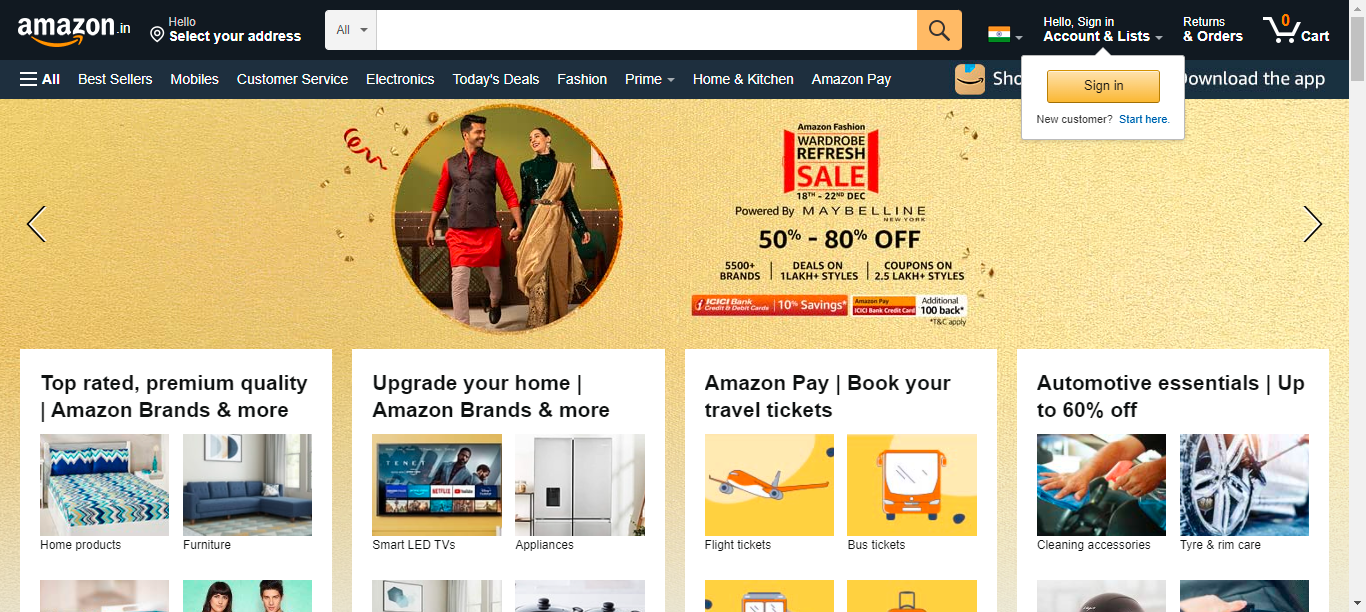 amazon.in
Hello
Select your address
All
Hello, Sign in
Account & Lists
Returns
& Orders
0
Cart
All
Best Sellers
Mobiles
Customer Service
Electronics
Today's Deals
Fashion
Prime
Home & Kitchen
Amazon Pay
Sho
Download the app
Sign in
New customer? Start here.
Amazon Fashion
WARDROBE
REFRESH
SALE
18TH - 22ND DEC
Powered By MAYBELLINE
NEW YORK
50% - 80% OFF
5500+
BRANDS
DEALS ON
1LAKH+ STYLES
COUPONS ON
2.5 LAKH+ STYLES
ICICI Bank
Credit & Debit Cards
10% Savings*
Amazon Pay
ICICI Bank Credit Card
Additional
100 back*
*T&C apply
Top rated, premium quality
| Amazon Brands & more
Home products
Furniture
Upgrade your home |
Amazon Brands & more
TENET
NETFLIX
YouTube
Smart LED TVs
Appliances
Amazon Pay | Book your
travel tickets
Flight tickets
Bus tickets
Automotive essentials | Up
to 60% off
Cleaning accessories
Tyre & rim care